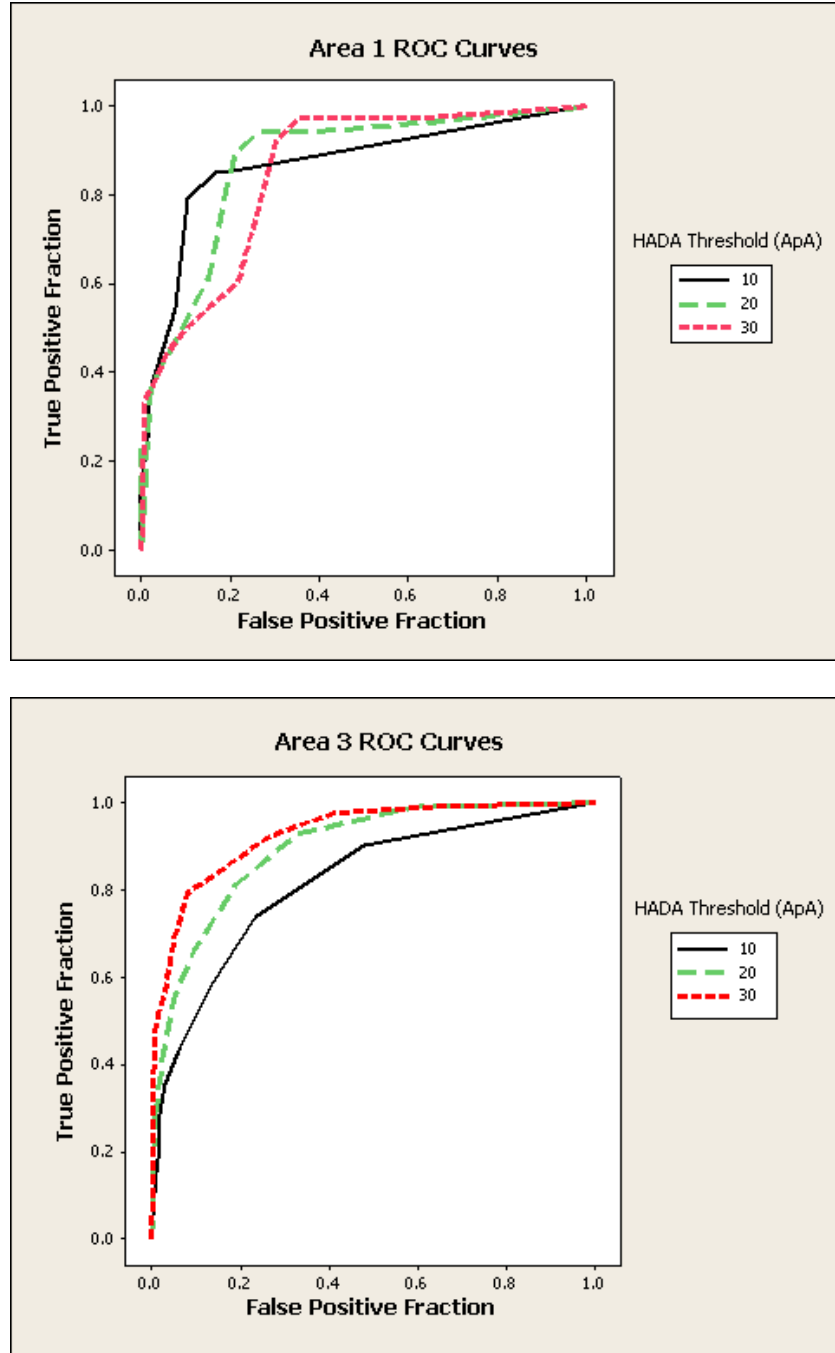 Area 1 ROC Curves
1.0
0.8
0.6
0.4
0.2
0.0
True Positive Fraction
0.0 0.2 0.4 0.6 0.8 1.0
False Positive Fraction
HADA Threshold (ApA)
10
20
30
Area 3 ROC Curves
1.0
0.8
0.6
0.4
0.2
0.0
True Positive Fraction
0.0 0.2 0.4 0.6 0.8 1.0
False Positive Fraction
HADA Threshold (ApA)
10
20
30